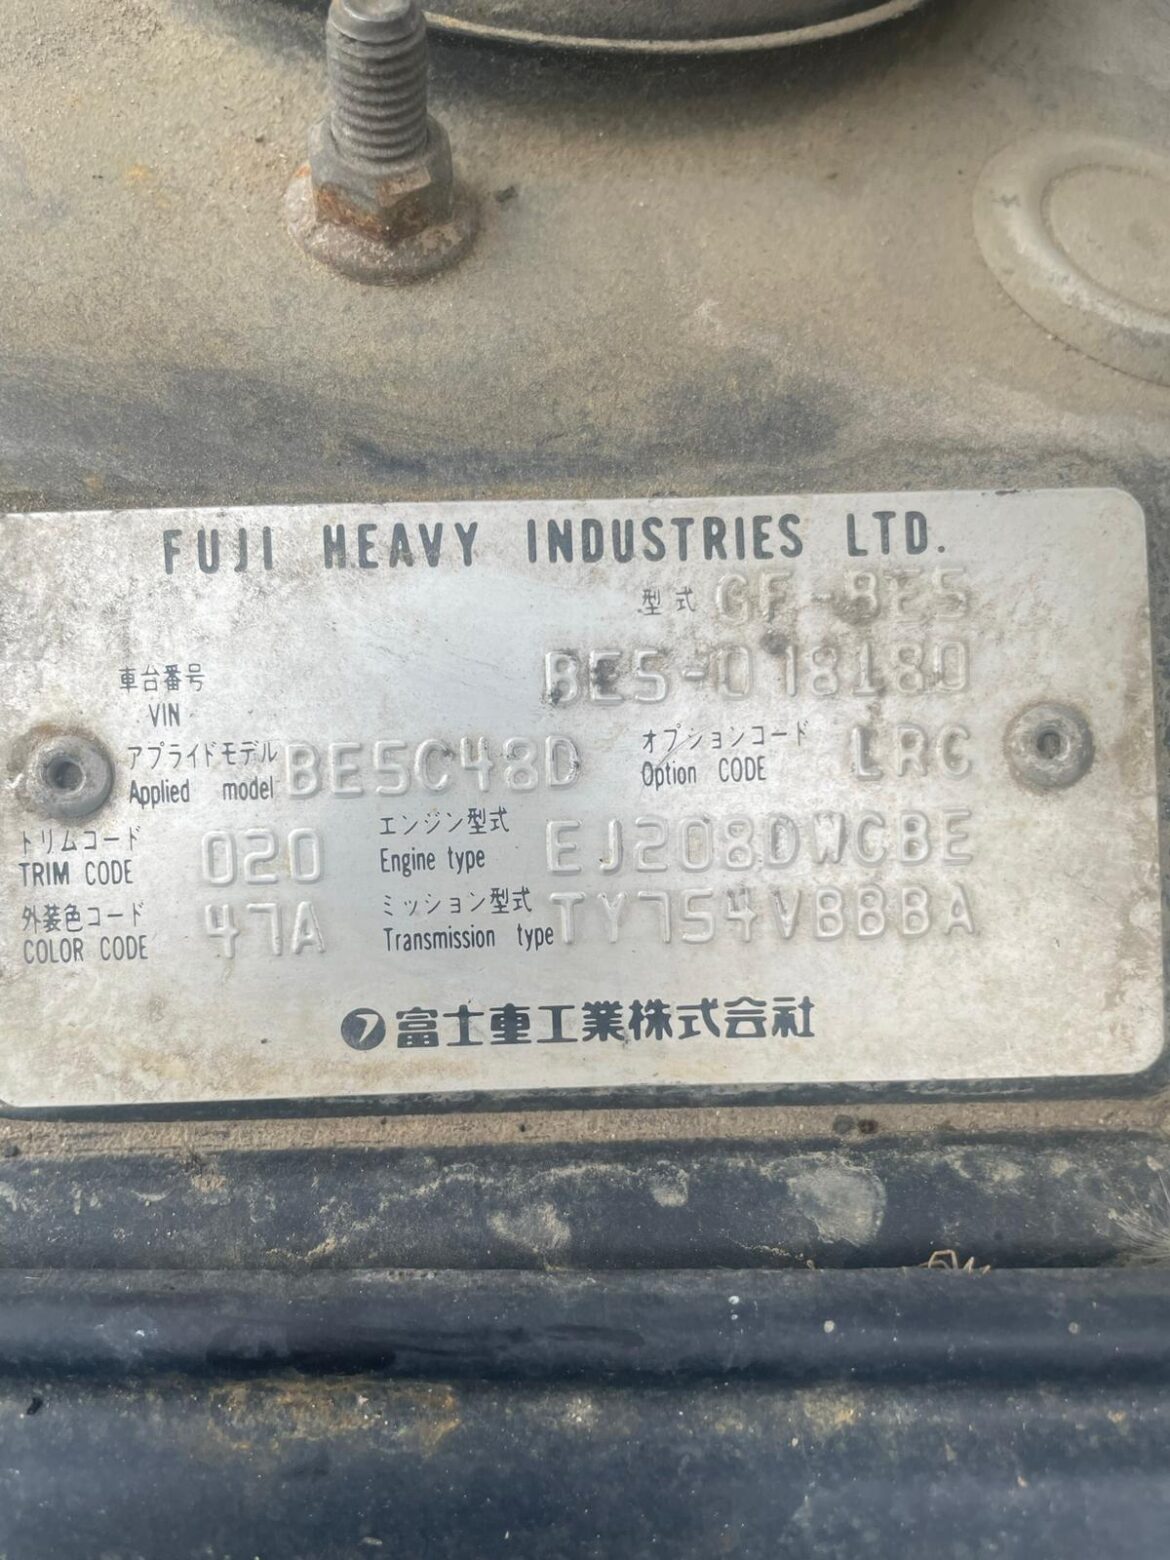 FUJI HEAVY INDUSTRIES LTD.
型式 GF-BE5
車台番号 BE5-018180
VIN
アプライドモデル BE5C48D オプションコード LRC
Applied model Option CODE
トリムコード 020 エンジン型式 EJ208DWCBE
TRIM CODE Engine type
外装色コード 47A ミッション型式 TY754VBBBA
COLOR CODE Transmission type
フ富士重工業株式会社